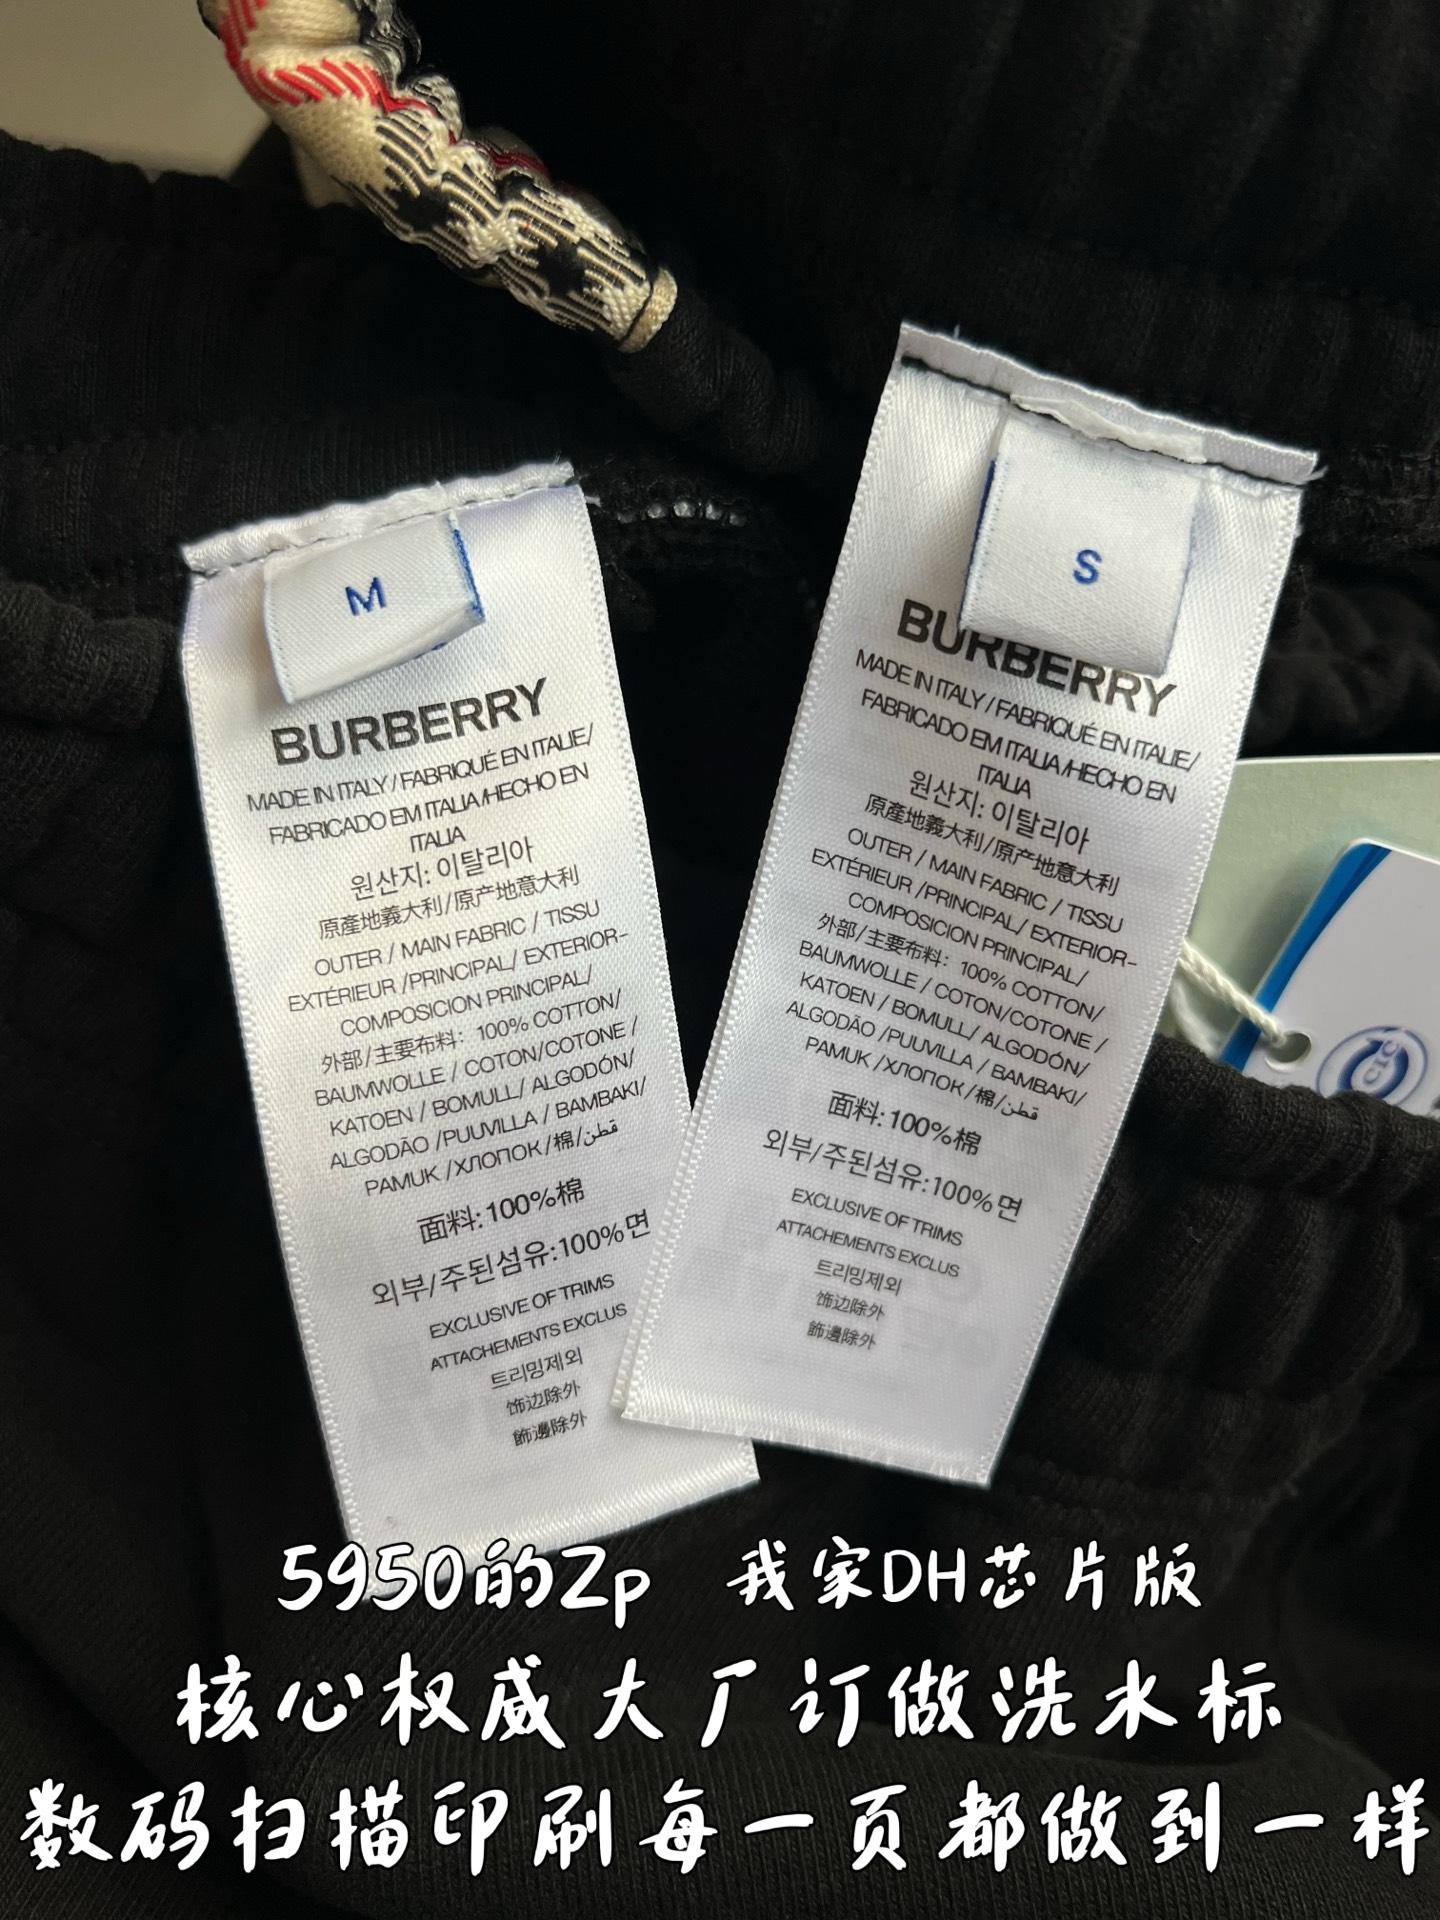 M
BURBERRY
MADE IN ITALY / FABRIQUÉ EN ITALIE/
FABRICADO EM ITALIA/HECHO EN
ITALIA
원산지: 이탈리아
原產地義大利/原产地意大利
OUTER / MAIN FABRIC / TISSU
EXTÉRIEUR /PRINCIPAL/ EXTERIOR-
COMPOSICION PRINCIPAL/
外部/主要布料: 100% COTTON/
BAUMWOLLE / COTON/COTONE /
KATOEN / BOMULL/ ALGODÓN/
ALGODÃO /PUUVILLA / BAMBAKI/
PAMUK /ХЛОПОК/棉/قطن
面料:100%棉
외부/주된섬유:100%면
EXCLUSIVE OF TRIMS
ATTACHEMENTS EXCLUS
트리밍제외
饰边除外
飾邊除外
S
BURBERRY
MADE IN ITALY / FABRIQUÉ EN ITALIE/
FABRICADO EM ITALIA/HECHO EN
ITALIA
원산지: 이탈리아
原產地義大利/原产地意大利
OUTER / MAIN FABRIC / TISSU
EXTÉRIEUR /PRINCIPAL/ EXTERIOR-
COMPOSICION PRINCIPAL/
外部/主要布料: 100% COTTON/
BAUMWOLLE / COTON/COTONE /
KATOEN / BOMULL/ ALGODÓN/
ALGODÃO /PUUVILLA / BAMBAKI/
PAMUK /ХЛОПОК/棉/قطن
面料:100%棉
외부/주된섬유:100%면
EXCLUSIVE OF TRIMS
ATTACHEMENTS EXCLUS
트리밍제외
饰边除外
飾邊除外
CIC
5950的Zp 我家DH芯片版
核心权威大厂订做洗水标
数码扫描印刷每一页都做到一样